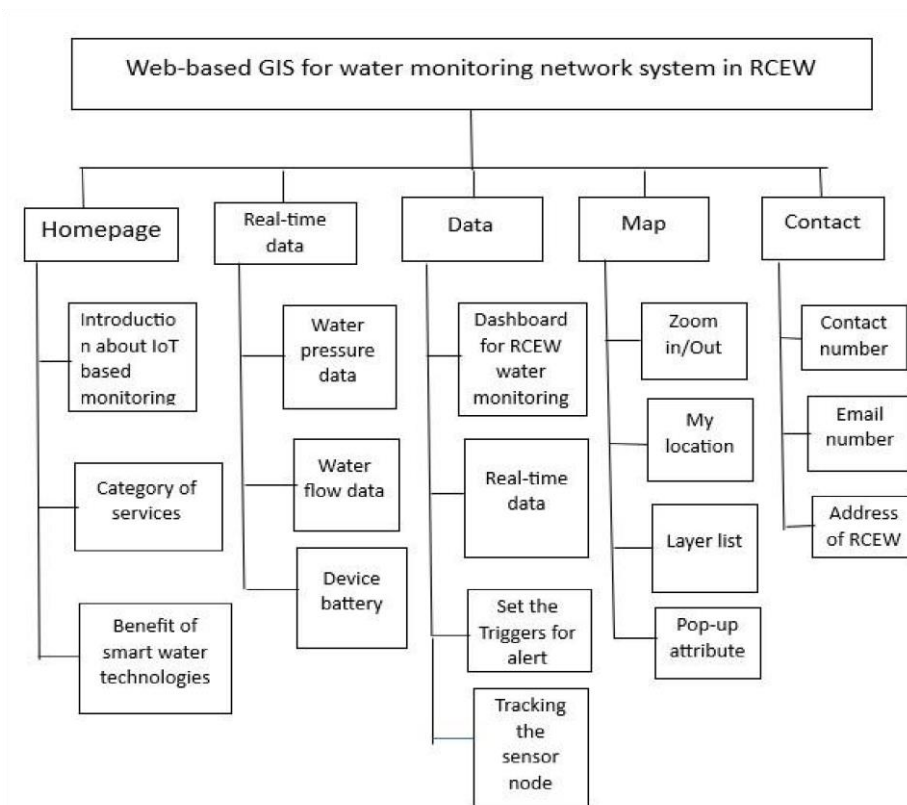 Web-based GIS for water monitoring network system in RCEW
Homepage
Real-time
data
Data
Map
Contact
Introductio
n about IoT
based
monitoring
Category of
services
Benefit of
smart water
technologies
Water
pressure
data
Water
flow data
Device
battery
Dashboard
for RCEW
water
monitoring
Real-time
data
Set the
Triggers for
alert
Tracking
the
sensor
node
Zoom
in/Out
My
location
Layer list
Pop-up
attribute
Contact
number
Email
number
Address
of RCEW